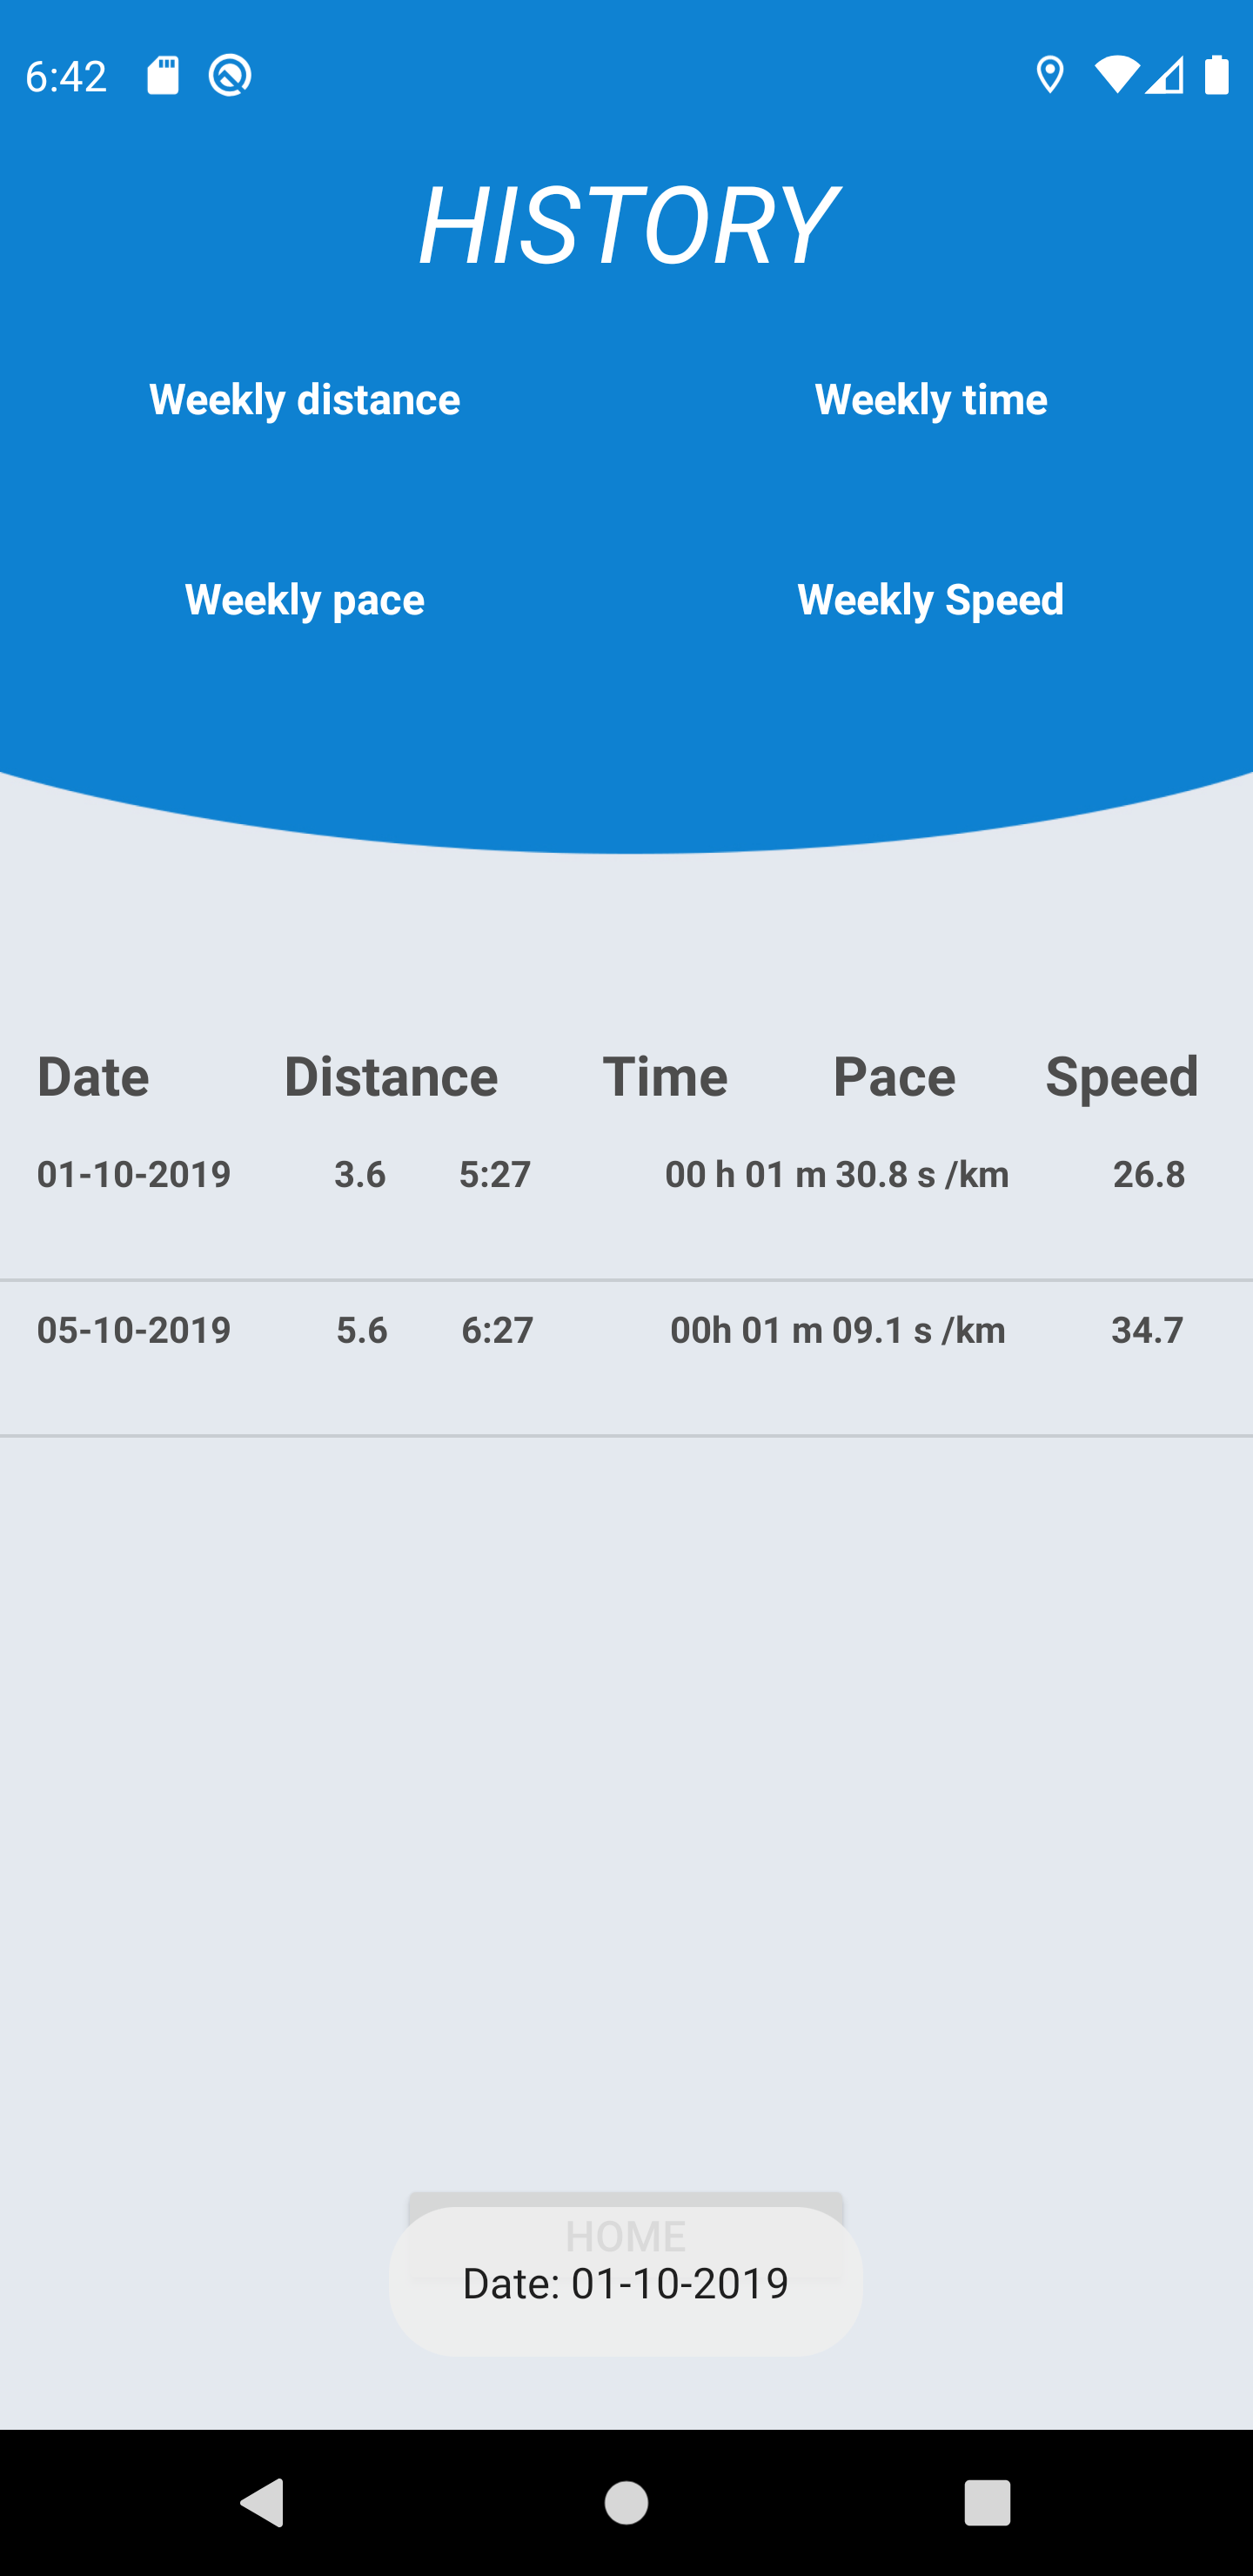 6:42
HISTORY
Weekly distance Weekly time
Weekly pace Weekly Speed
Date Distance Time Pace Speed
01-10-2019 3.6 5:27 00 h 01 m 30.8 s /km 26.8
05-10-2019 5.6 6:27 00h 01 m 09.1 s /km 34.7
HOME
Date: 01-10-2019